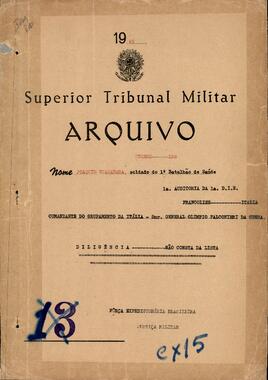 19
Superior Tribunal Militar
ARQUIVO
Nome JOAQUIM soldado do 1º Batalhão de Saúde
1a. AUDITORIA DA 1a. D.I.E.
FRANCOLISE ITALIA
COMANDANTE DO GRUPAMENTO DA ITÁLIA - Snr. GENERAL OLIMPIO FALCONIERI DA CUNHA.
DILIGÊNCIA NÃO CONSTA DA LISTA
13
FÔRÇA EXPEDICIONÁRIA BRASILEIRA
JUSTIÇA MILITAR
cx15